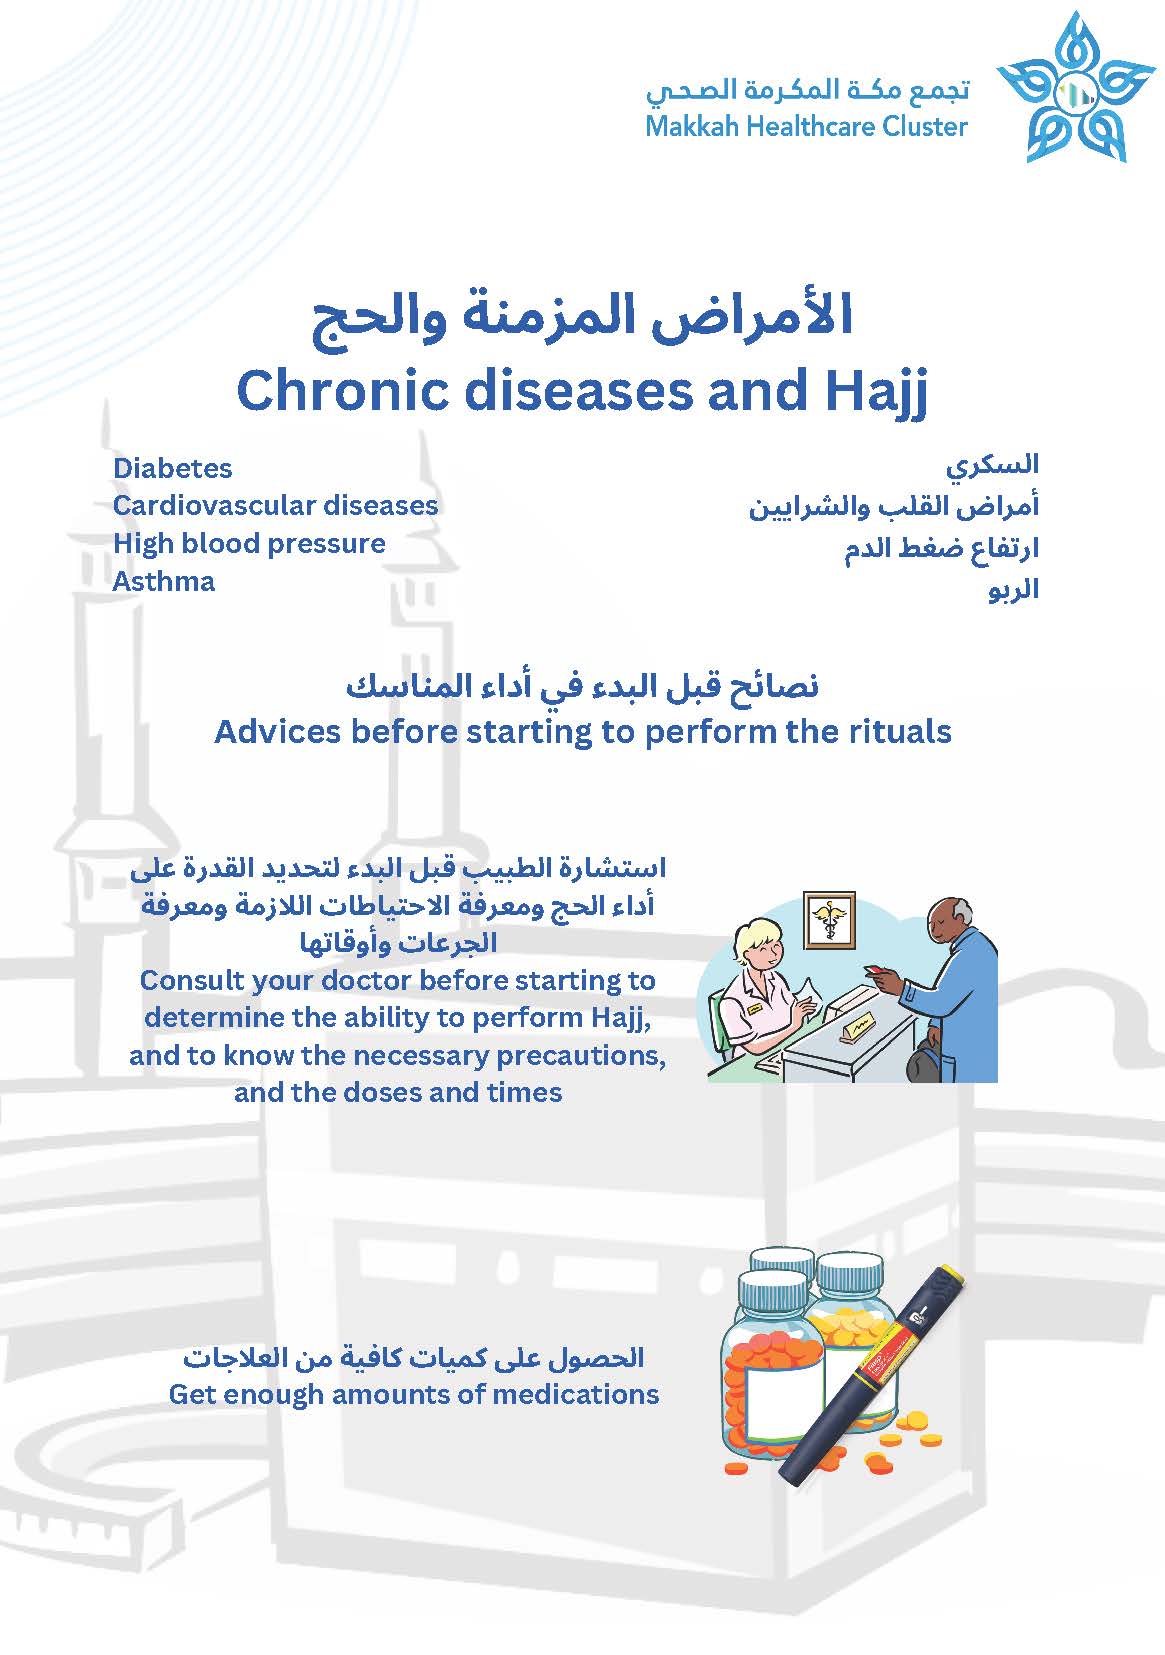 تجمع مكة المكرمة الصحي
Makkah Healthcare Cluster
الأمراض المزمنة والحج
Chronic diseases and Hajj
Diabetes
Cardiovascular diseases
High blood pressure
Asthma
السكري
أمراض القلب والشرايين
ارتفاع ضغط الدم
الربو
نصائح قبل البدء في أداء المناسك
Advices before starting to perform the rituals
استشارة الطبيب قبل البدء لتحديد القدرة على
أداء الحج ومعرفة الاحتياطات اللازمة ومعرفة
الجرعات وأوقاتها
Consult your doctor before starting to
determine the ability to perform Hajj,
and to know the necessary precautions,
and the doses and times
الحصول على كميات كافية من العلاجات
Get enough amounts of medications